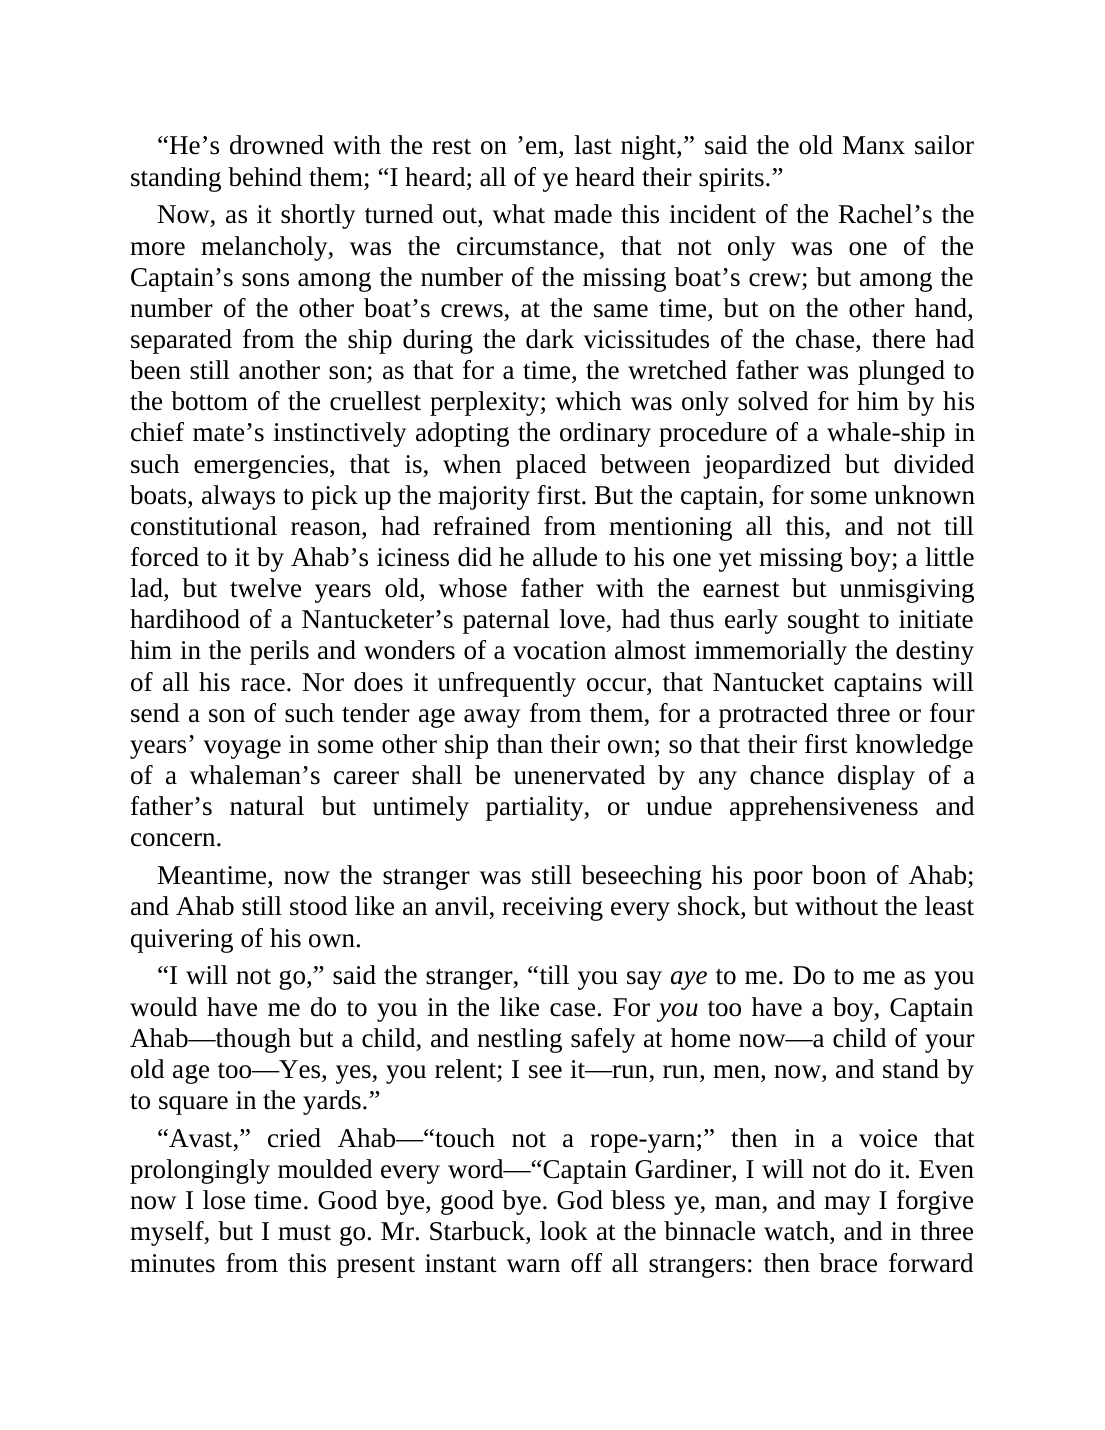 “He’s drowned with the rest on ’em, last night,” said the old Manx sailor
standing behind them; “I heard; all of ye heard their spirits.”
Now, as it shortly turned out, what made this incident of the Rachel’s the
more melancholy, was the circumstance, that not only was one of the
Captain’s sons among the number of the missing boat’s crew; but among the
number of the other boat’s crews, at the same time, but on the other hand,
separated from the ship during the dark vicissitudes of the chase, there had
been still another son; as that for a time, the wretched father was plunged to
the bottom of the cruellest perplexity; which was only solved for him by his
chief mate’s instinctively adopting the ordinary procedure of a whale-ship in
such emergencies, that is, when placed between jeopardized but divided
boats, always to pick up the majority first. But the captain, for some unknown
constitutional reason, had refrained from mentioning all this, and not till
forced to it by Ahab’s iciness did he allude to his one yet missing boy; a little
lad, but twelve years old, whose father with the earnest but unmisgiving
hardihood of a Nantucketer’s paternal love, had thus early sought to initiate
him in the perils and wonders of a vocation almost immemorially the destiny
of all his race. Nor does it unfrequently occur, that Nantucket captains will
send a son of such tender age away from them, for a protracted three or four
years’ voyage in some other ship than their own; so that their first knowledge
of a whaleman’s career shall be unenervated by any chance display of a
father’s natural but untimely partiality, or undue apprehensiveness and
concern.
Meantime, now the stranger was still beseeching his poor boon of Ahab;
and Ahab still stood like an anvil, receiving every shock, but without the least
quivering of his own.
“I will not go,” said the stranger, “till you say aye to me. Do to me as you
would have me do to you in the like case. For you too have a boy, Captain
Ahab—though but a child, and nestling safely at home now—a child of your
old age too—Yes, yes, you relent; I see it—run, run, men, now, and stand by
to square in the yards.”
“Avast,” cried Ahab—“touch not a rope-yarn;” then in a voice that
prolongingly moulded every word—“Captain Gardiner, I will not do it. Even
now I lose time. Good bye, good bye. God bless ye, man, and may I forgive
myself, but I must go. Mr. Starbuck, look at the binnacle watch, and in three
minutes from this present instant warn off all strangers: then brace forward